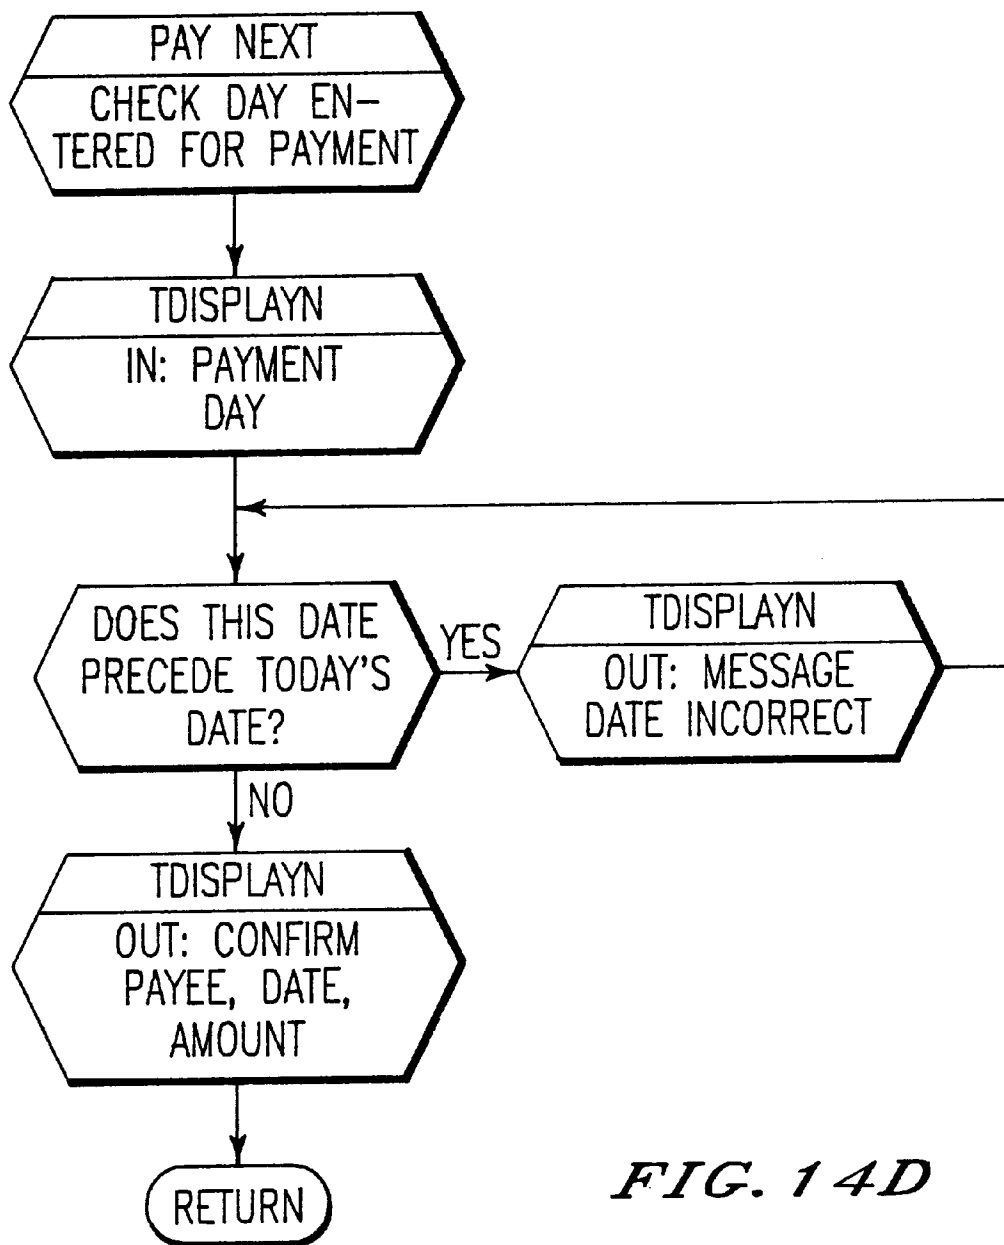 PAY NEXT
CHECK DAY EN-
TERED FOR PAYMENT
TDISPLAYN
IN: PAYMENT
DAY
DOES THIS DATE
PRECEDE TODAY'S
DATE?
YES
TDISPLAYN
OUT: MESSAGE
DATE INCORRECT
NO
TDISPLAYN
OUT: CONFIRM
PAYEE, DATE,
AMOUNT
RETURN
FIG. 14D